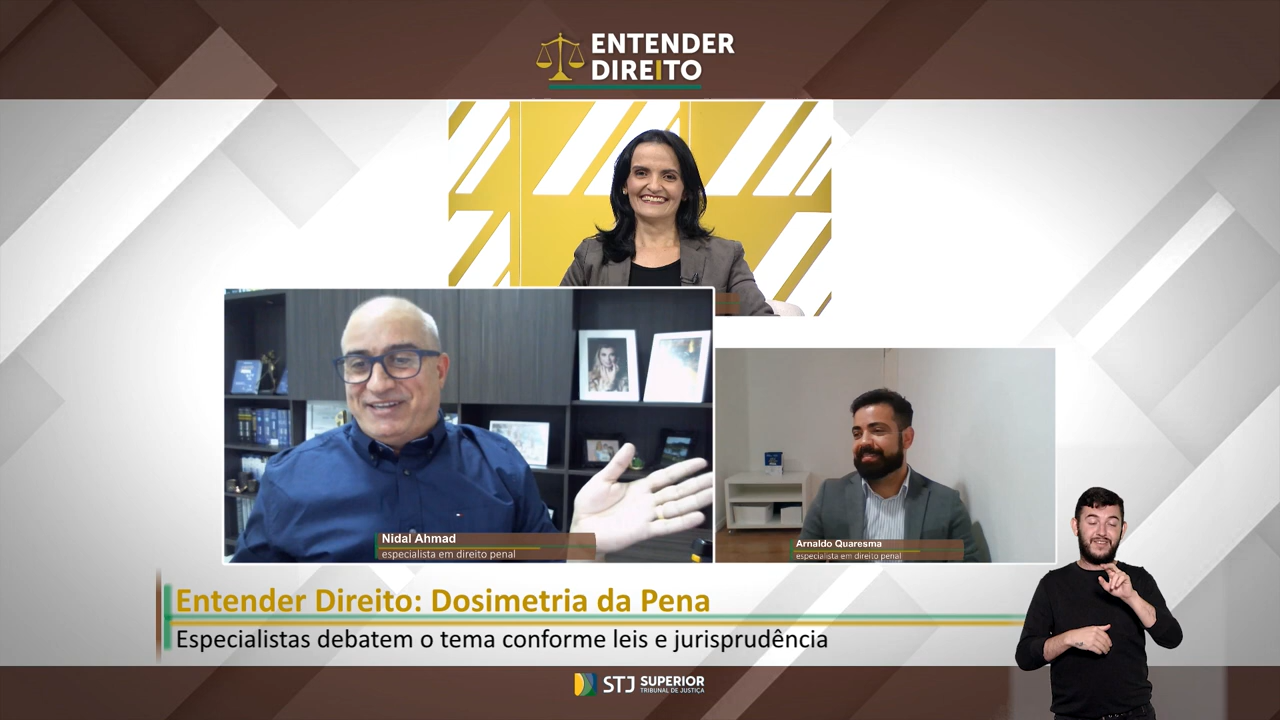 ENTENDER
DIREITO
Nidal Ahmad
especialista em direito penal
Arnaldo Quaresma
especialista em direito penal
Entender Direito: Dosimetria da Pena
Especialistas debatem o tema conforme leis e jurisprudência
STJ SUPERIOR
TRIBUNAL DE JUSTIÇA